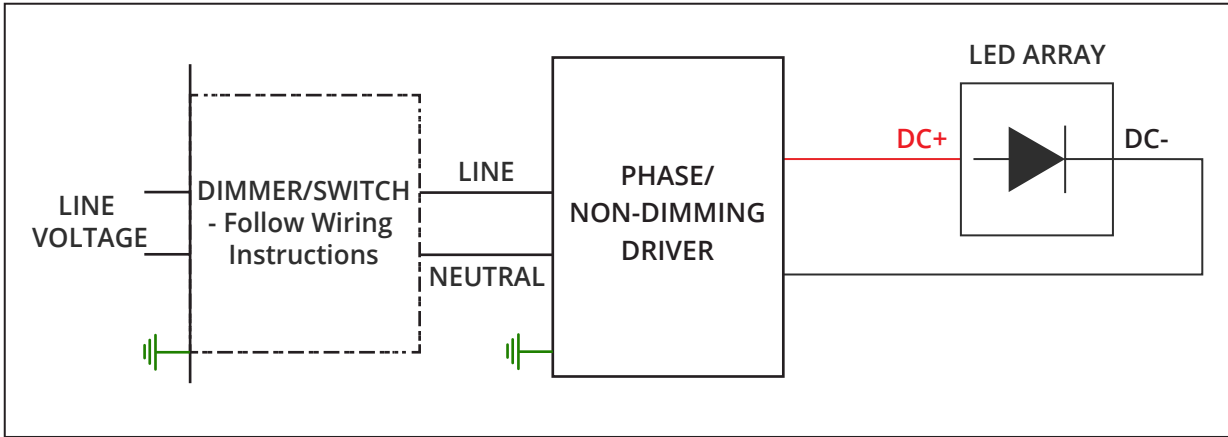 LINE
VOLTAGE
DIMMER/SWITCH
- Follow Wiring
Instructions
LINE
NEUTRAL
PHASE/
NON-DIMMING
DRIVER
LED ARRAY
DC+
DC-